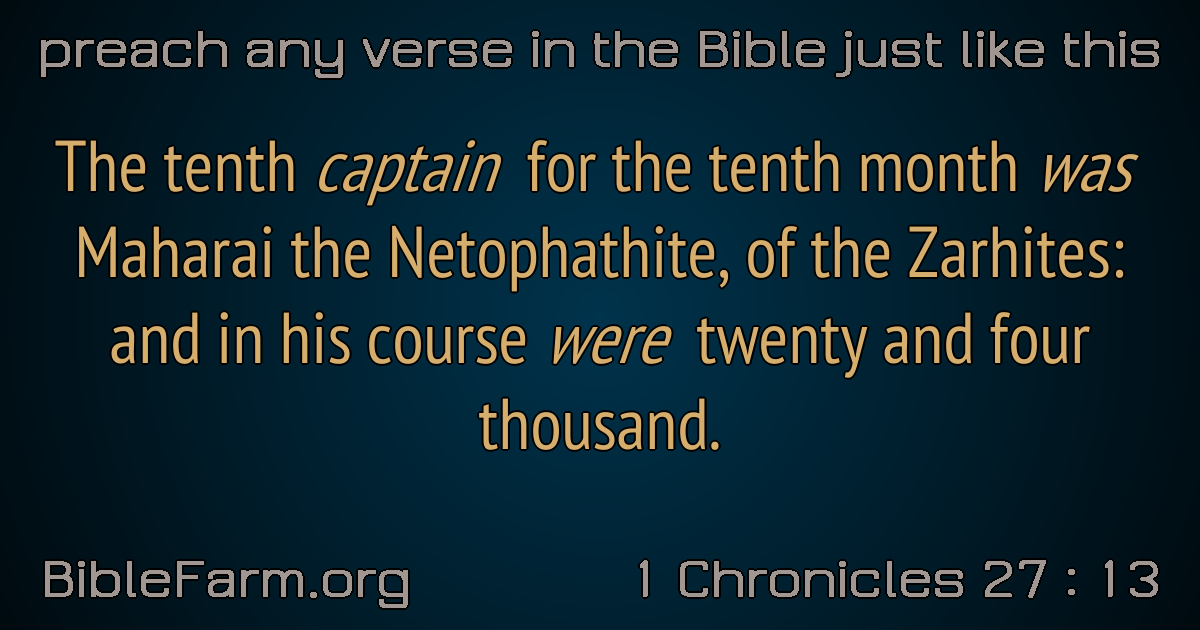 preach any verse in the Bible just like this
The tenth captain for the tenth month was
Maharai the Netophathite, of the Zarhites:
and in his course were twenty and four
thousand.
BibleFarm.org
1 Chronicles 27 : 13